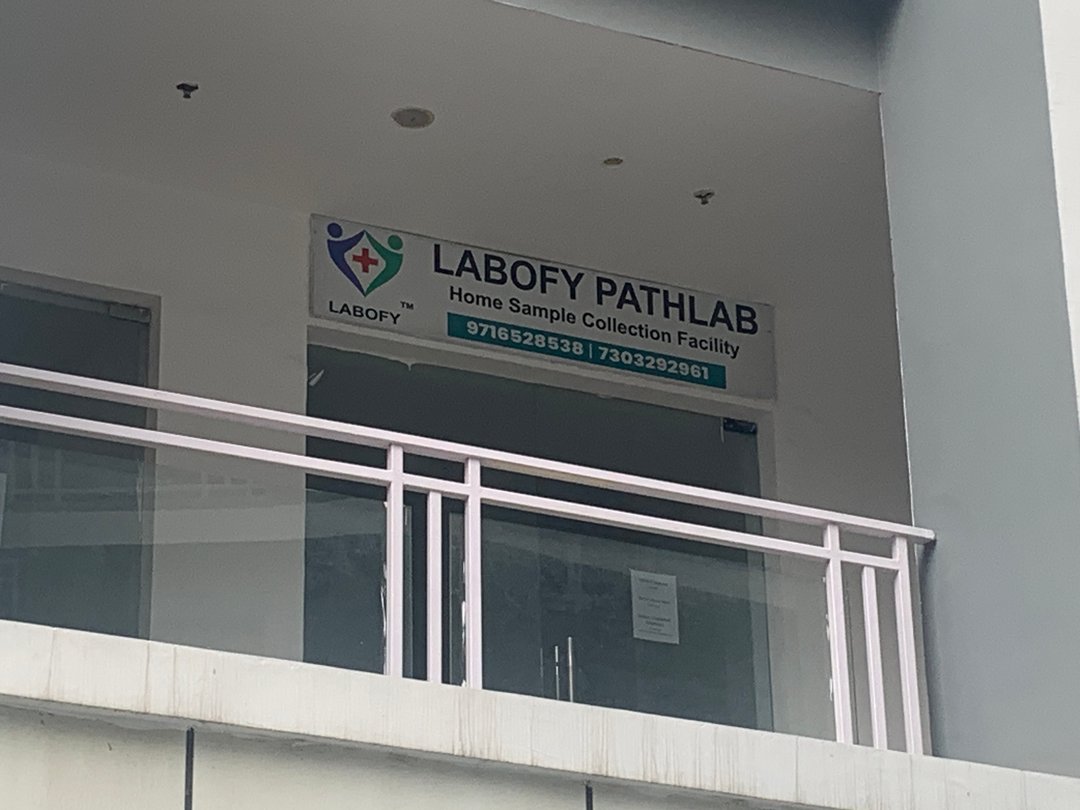 LABOFY™
LABOFY PATHLAB
Home Sample Collection Facility
9716528538 | 7303292961